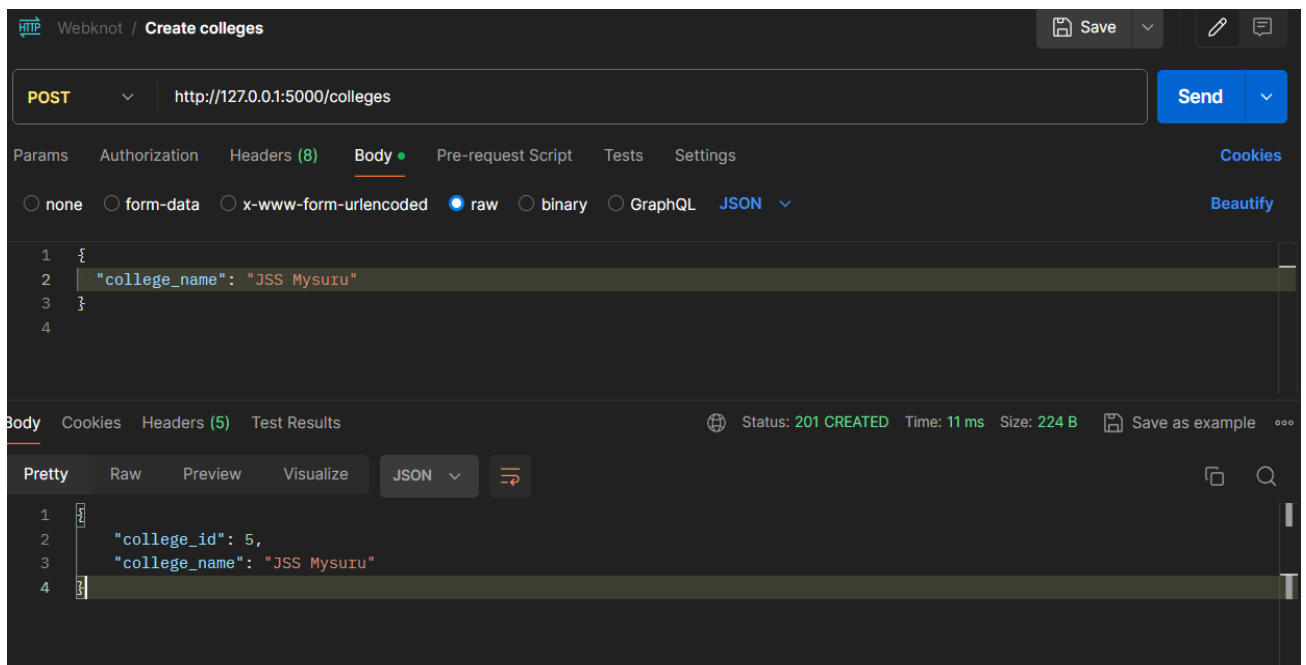 HTTP Webknot / Create colleges Save
POST http://127.0.0.1:5000/colleges Send
Params Authorization Headers (8) Body Pre-request Script Tests Settings Cookies
none form-data x-www-form-urlencoded raw binary GraphQL JSON Beautify
1 {
2 "college_name": "JSS Mysuru"
3 }
4
Body Cookies Headers (5) Test Results Status: 201 CREATED Time: 11 ms Size: 224 B Save as example
Pretty Raw Preview Visualize JSON
1 {
2 "college_id": 5,
3 "college_name": "JSS Mysuru"
4 }